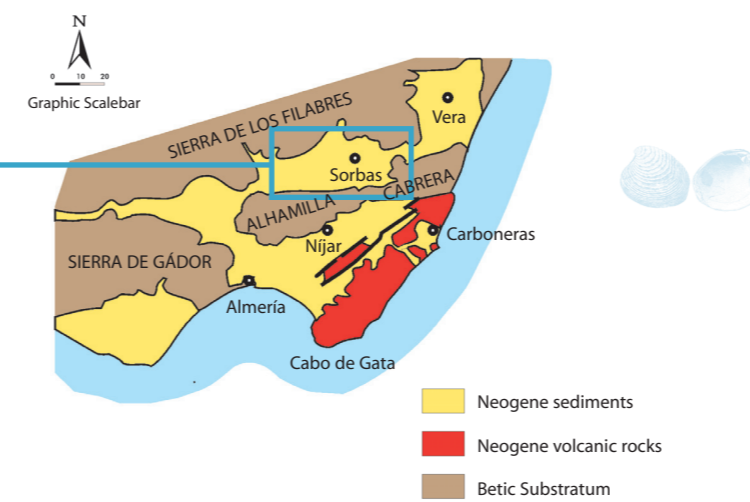 N
0 10 20
Graphic Scalebar
SIERRA DE LOS FILABRES
Vera
Sorbas
CABRERA
ALHAMILLA
Níjar
Carboneras
SIERRA DE GÁDOR
Almería
Cabo de Gata
Neogene sediments
Neogene volcanic rocks
Betic Substratum